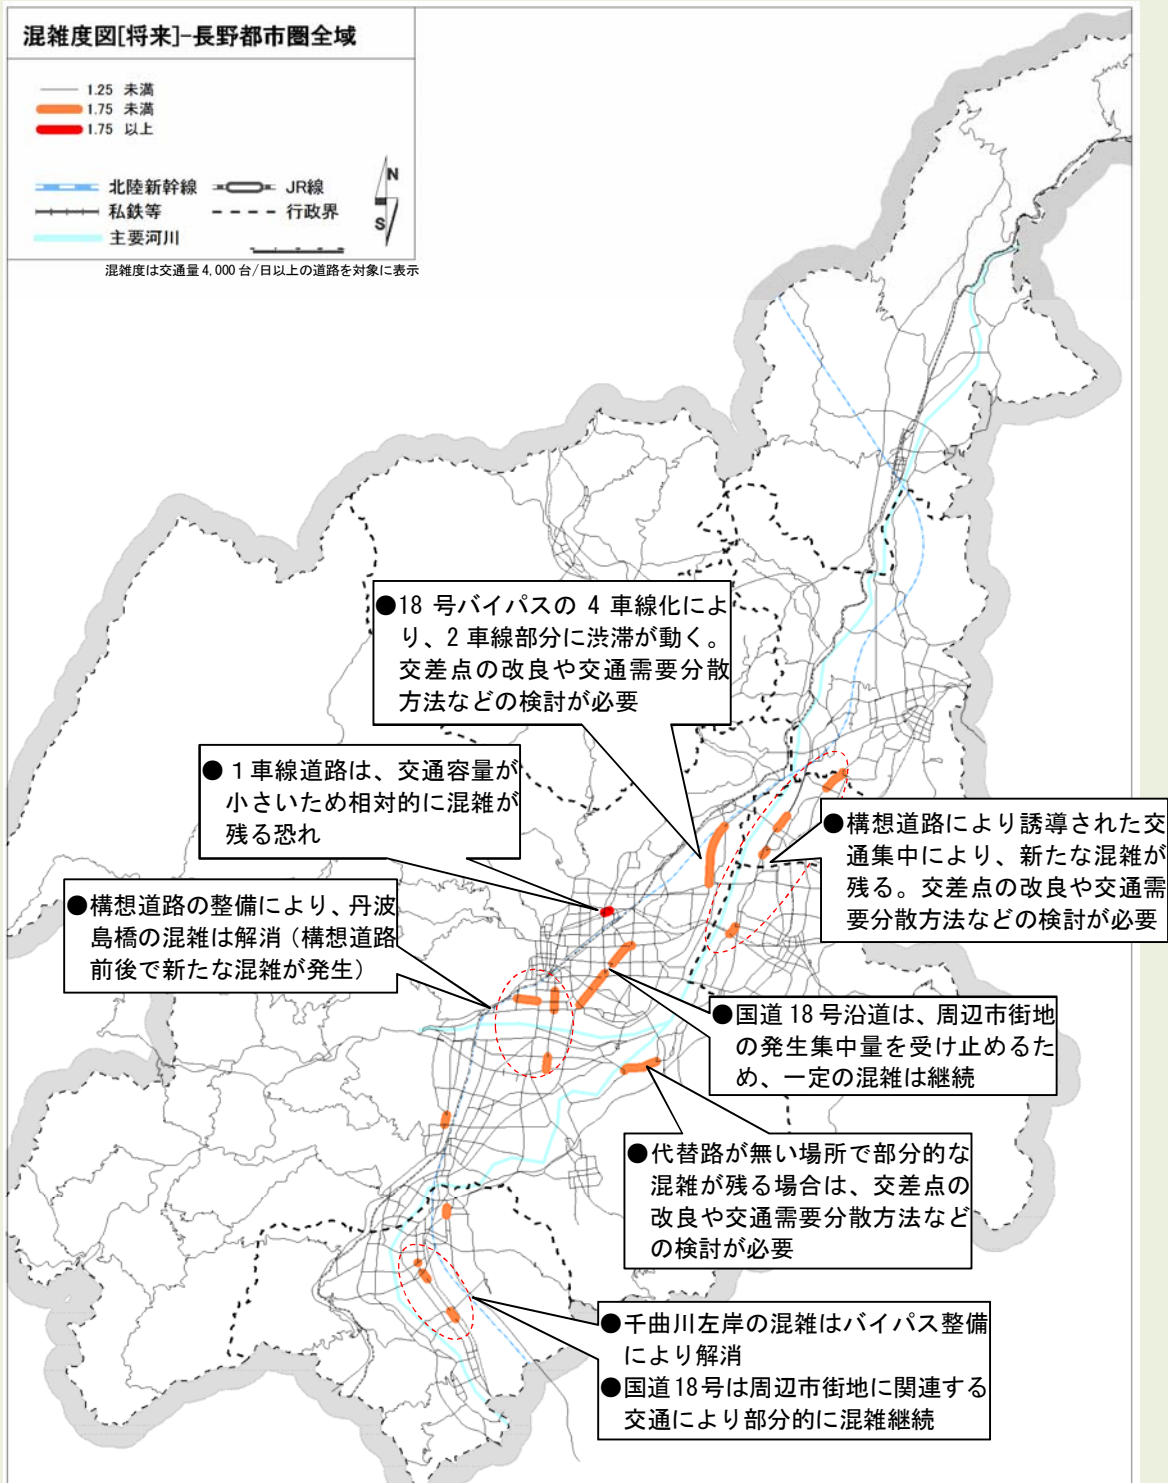 混雑度図[将来]-長野都市圏全域
1.25 未満
1.75 未満
1.75 以上
北陸新幹線
JR線
私鉄等
行政界
主要河川
N
S
混雑度は交通量 4,000 台/日以上の道路を対象に表示
●18 号バイパスの 4 車線化によ
り、2 車線部分に渋滞が動く。
交差点の改良や交通需要分散
方法などの検討が必要
● 1 車線道路は、交通容量が
小さいため相対的に混雑が
残る恐れ
●構想道路により誘導された交
通集中により、新たな混雑が
残る。交差点の改良や交通需
要分散方法などの検討が必要
●構想道路の整備により、丹波
島橋の混雑は解消（構想道路
前後で新たな混雑が発生）
●国道 18 号沿道は、周辺市街地
の発生集中量を受け止めるた
め、一定の混雑は継続
●代替路が無い場所で部分的な
混雑が残る場合は、交差点の
改良や交通需要分散方法など
の検討が必要
●千曲川左岸の混雑はバイパス整備
により解消
●国道18号は周辺市街地に関連する
交通により部分的に混雑継続